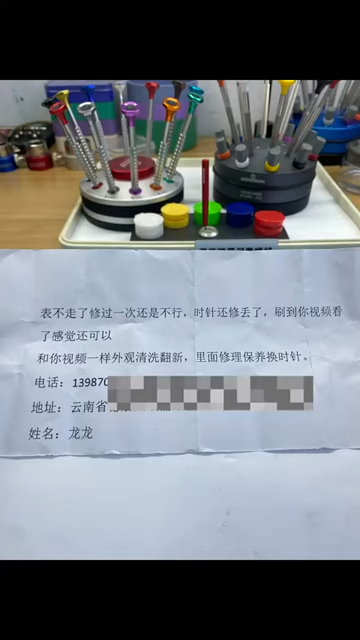 表不走了修过一次还是不行，时针还修丢了，刷到你视频看
了感觉还可以
和你视频一样外观清洗翻新，里面修理保养换时针。
电话：139870
地址：云南省
姓名：龙龙